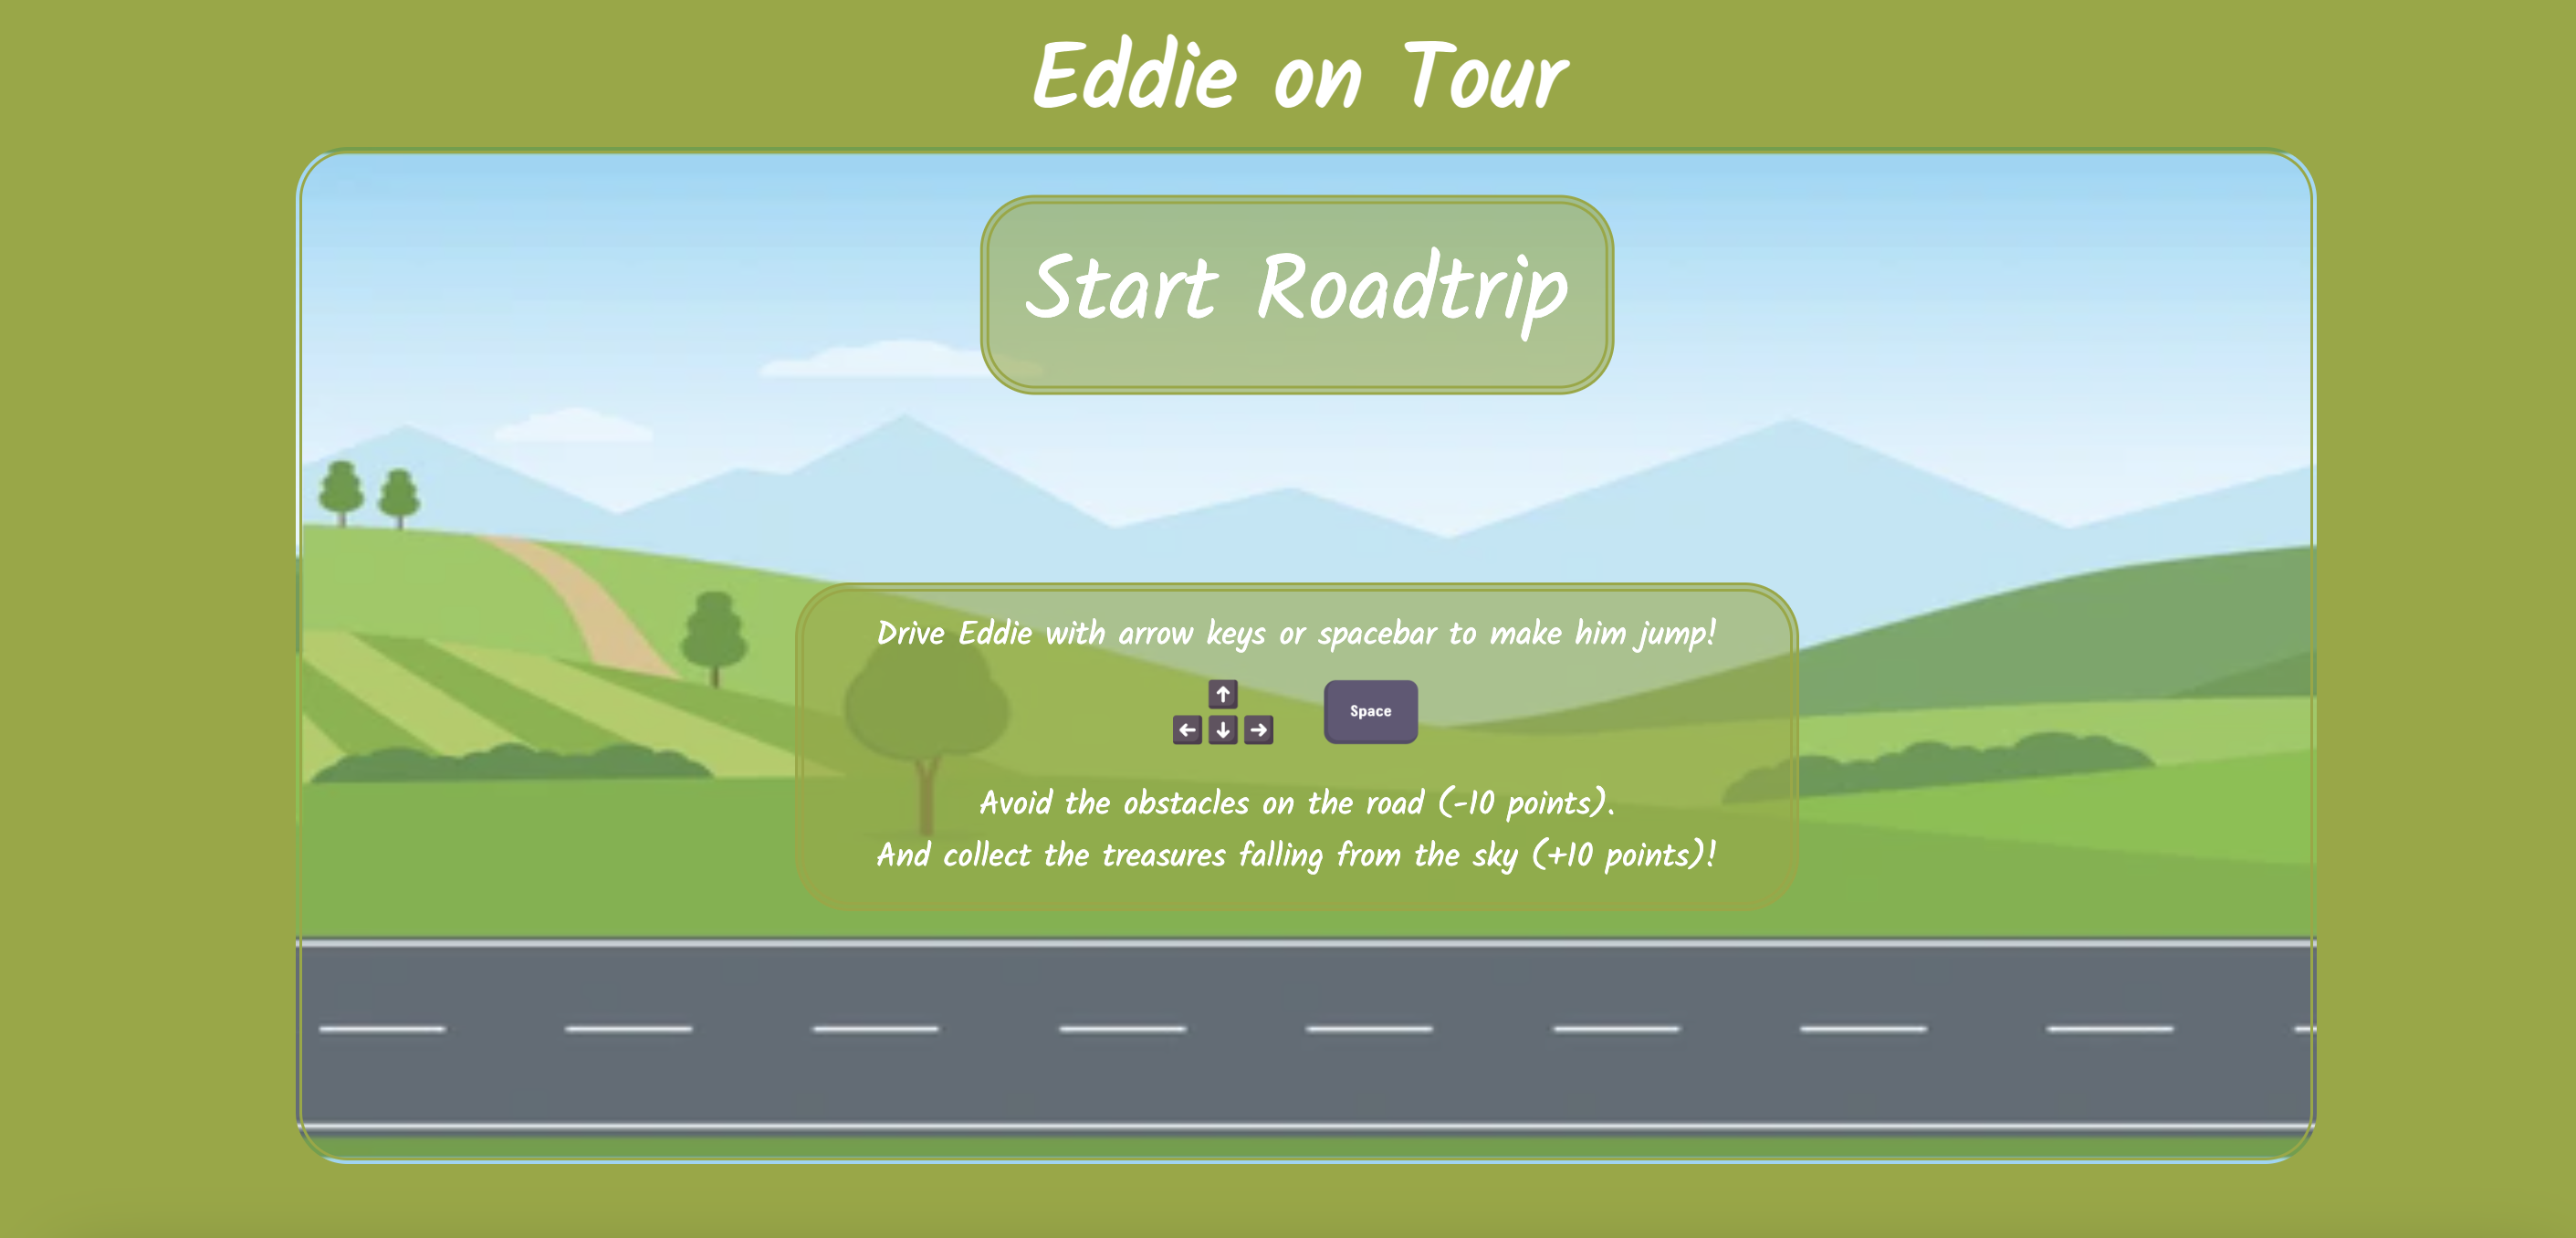 Eddie on Tour
Start Roadtrip
Drive Eddie with arrow keys or spacebar to make him jump!
Space
Avoid the obstacles on the road (-10 points).
And collect the treasures falling from the sky (+10 points)!